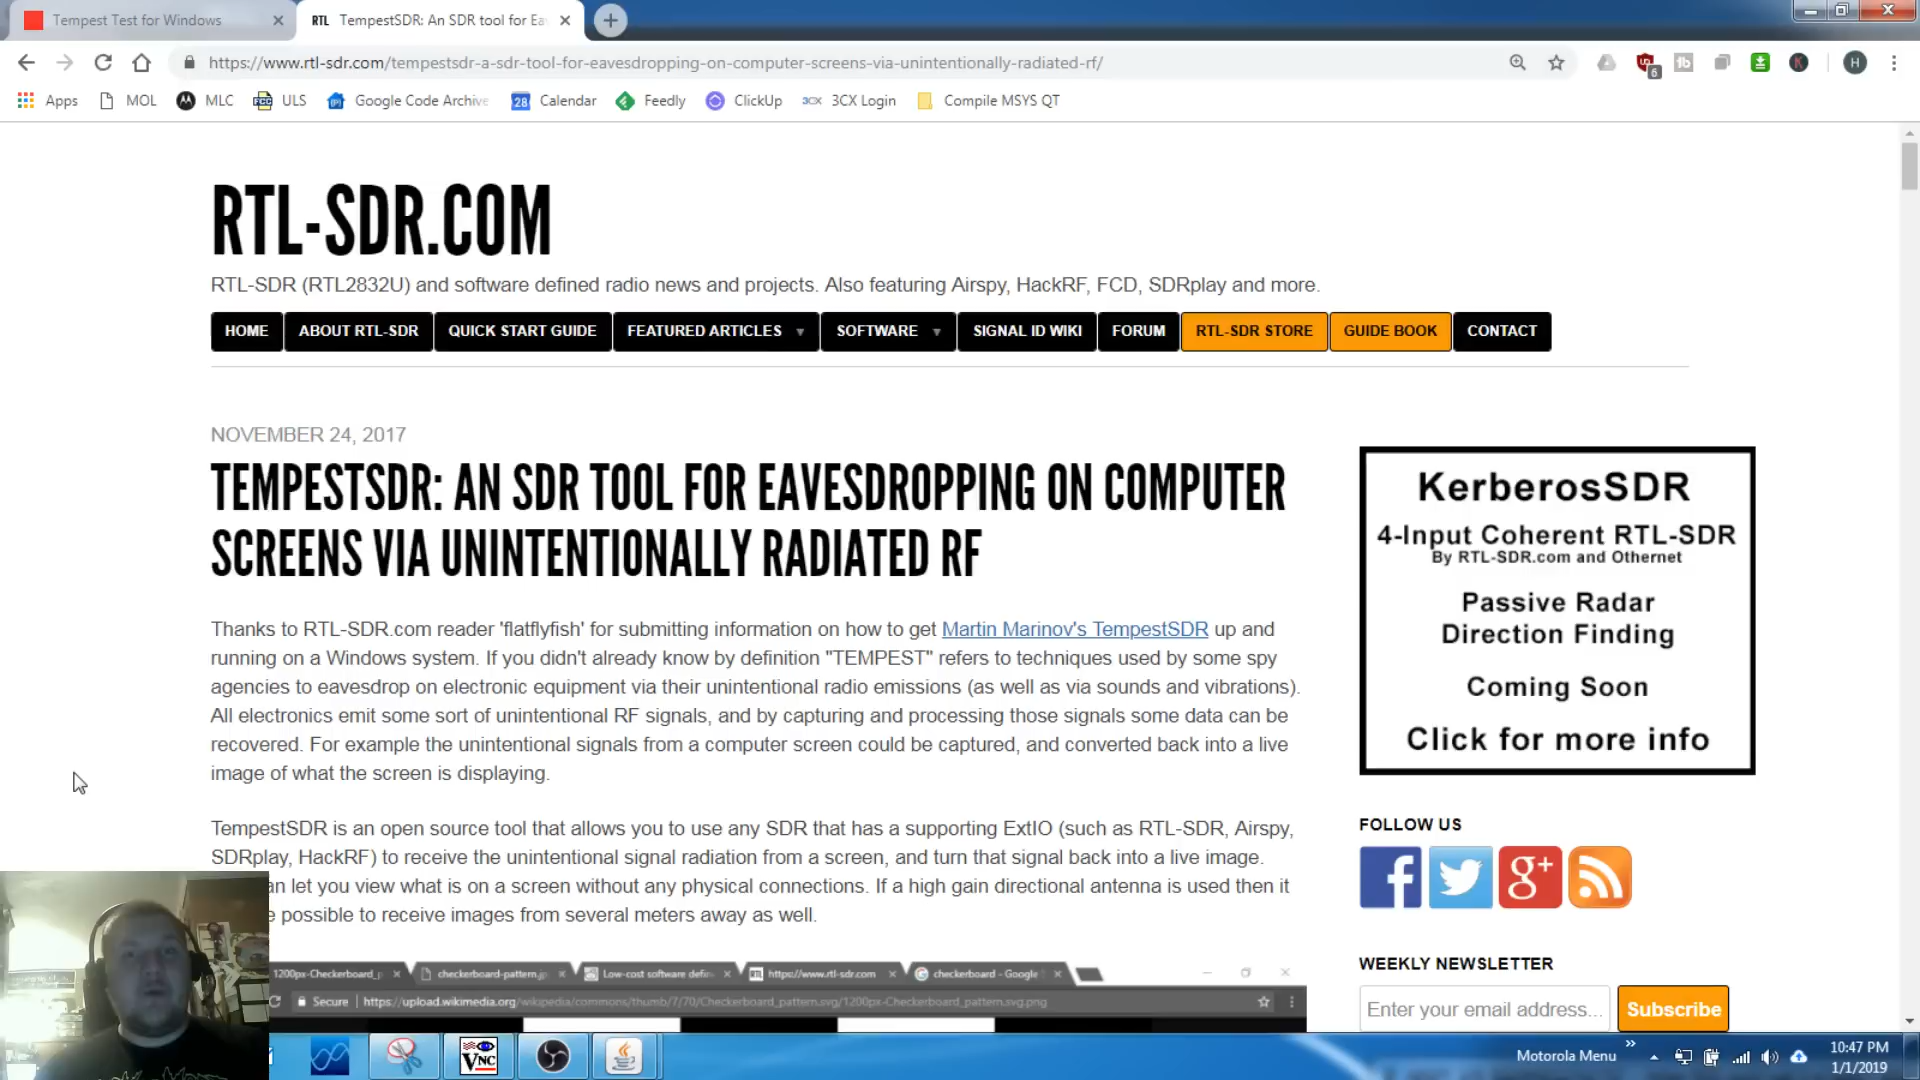 Tempest Test for Windows
RTL TempestSDR: An SDR tool for Ea
https://www.rtl-sdr.com/tempestsdr-a-sdr-tool-for-eavesdropping-on-computer-screens-via-unintentionally-radiated-rf/
6
H
Apps MOL MLC ULS Google Code Archive 28 Calendar Feedly ClickUp 3CX 3CX Login Compile MSYS QT
RTL-SDR.COM
RTL-SDR (RTL2832U) and software defined radio news and projects. Also featuring Airspy, HackRF, FCD, SDRplay and more.
HOME ABOUT RTL-SDR QUICK START GUIDE FEATURED ARTICLES SOFTWARE SIGNAL ID WIKI FORUM RTL-SDR STORE GUIDE BOOK CONTACT
NOVEMBER 24, 2017
TEMPESTSDR: AN SDR TOOL FOR EAVESDROPPING ON COMPUTER
SCREENS VIA UNINTENTIONALLY RADIATED RF
Thanks to RTL-SDR.com reader 'flatflyfish' for submitting information on how to get Martin Marinov's TempestSDR up and
running on a Windows system. If you didn't already know by definition "TEMPEST" refers to techniques used by some spy
agencies to eavesdrop on electronic equipment via their unintentional radio emissions (as well as via sounds and vibrations).
All electronics emit some sort of unintentional RF signals, and by capturing and processing those signals some data can be
recovered. For example the unintentional signals from a computer screen could be captured, and converted back into a live
image of what the screen is displaying.
TempestSDR is an open source tool that allows you to use any SDR that has a supporting ExtIO (such as RTL-SDR, Airspy,
SDRplay, HackRF) to receive the unintentional signal radiation from a screen, and turn that signal back into a live image.
an let you view what is on a screen without any physical connections. If a high gain directional antenna is used then it
e possible to receive images from several meters away as well.
1200px-Checkerboard_p checkerboard-pattern.jp Low-cost software defin https://www.rtl-sdr.com checkerboard - Google
Secure https://upload.wikimedia.org/wikipedia/commons/thumb/7/70/Checkerboard_pattern.svg/1200px-Checkerboard_pattern.svg.png
KerberosSDR
4-Input Coherent RTL-SDR
By RTL-SDR.com and Othernet
Passive Radar
Direction Finding
Coming Soon
Click for more info
FOLLOW US
f g+
WEEKLY NEWSLETTER
Enter your email address... Subscribe
VNC
Motorola Menu
10:47 PM
1/1/2019